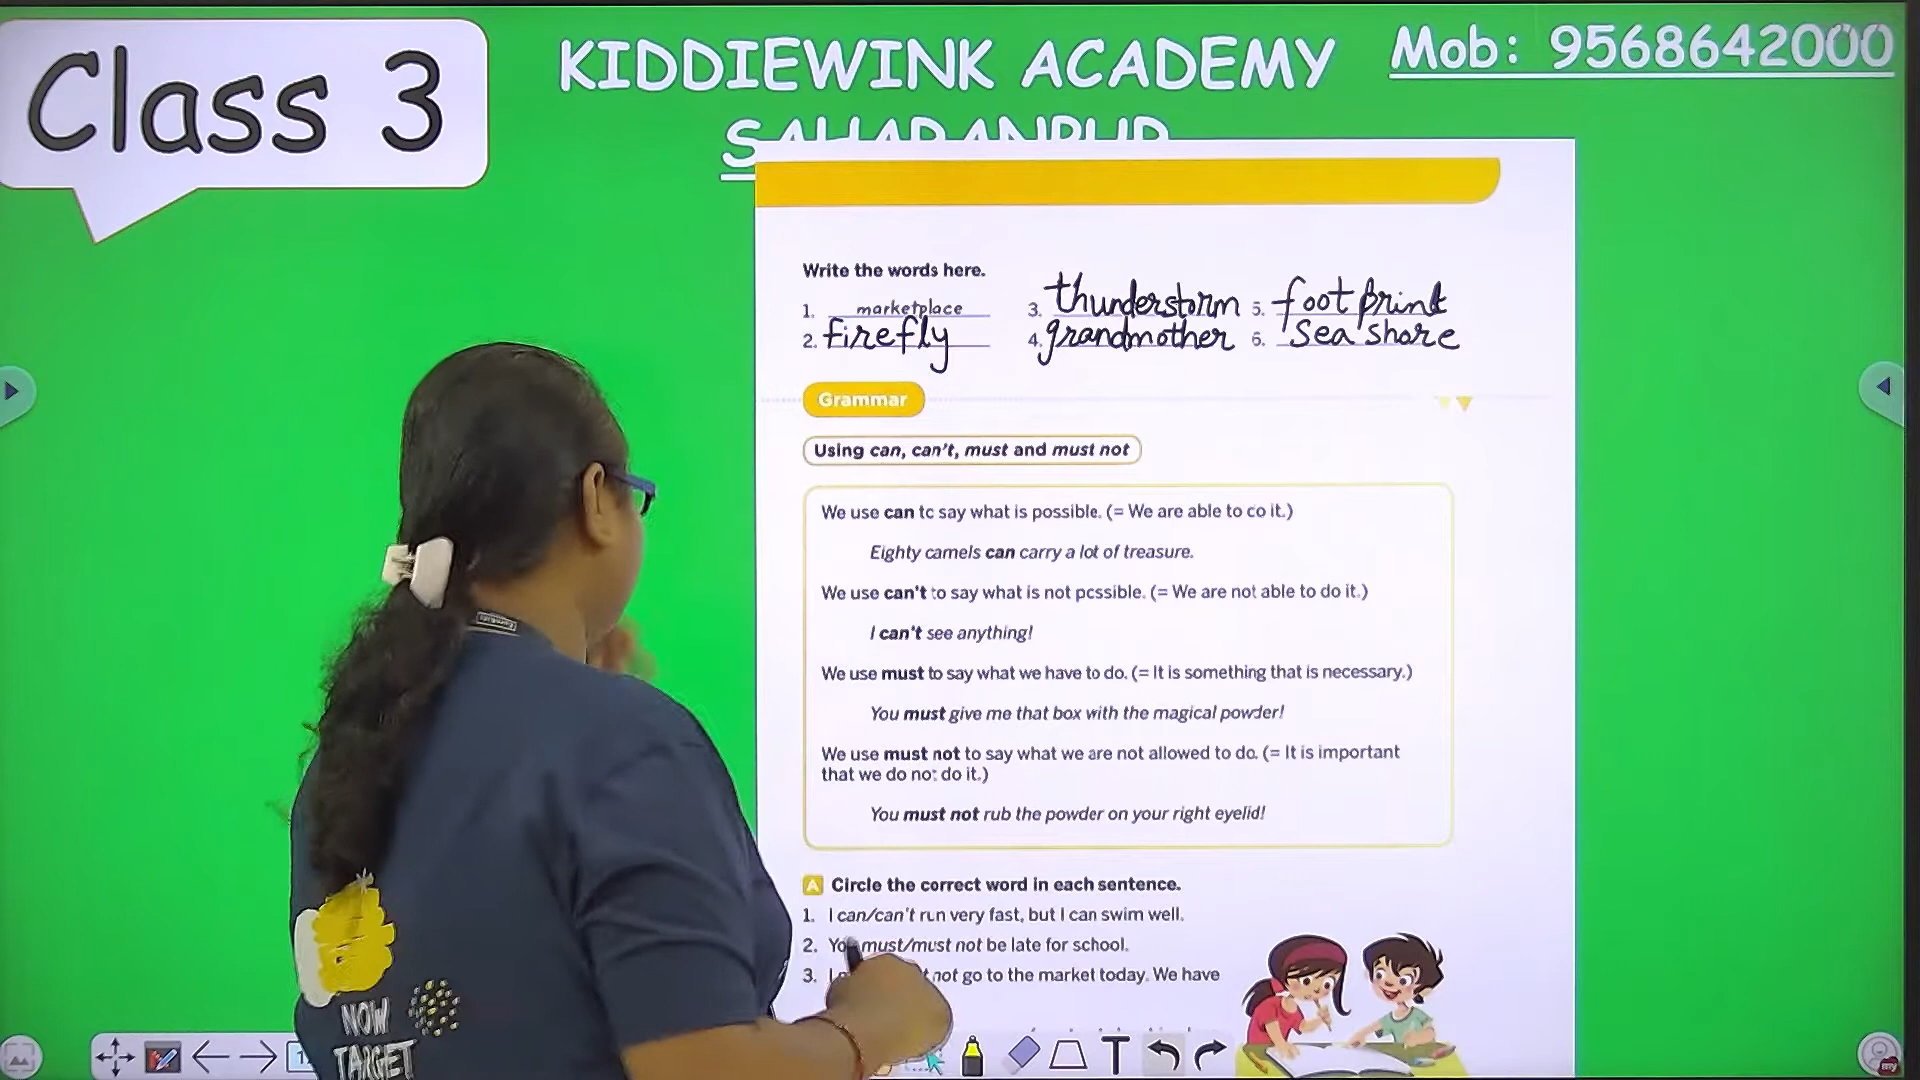 Class 3
KIDDIEWINK ACADEMY
Mob: 9568642000
Write the words here.
1. marketplace
2. firefly
3. thunderstorm
4. grandmother
5. foot print
6. sea shore
Grammar
Using can, can't, must and must not
We use can to say what is possible. (= We are able to do it.)
Eighty camels can carry a lot of treasure.
We use can't to say what is not possible. (= We are not able to do it.)
I can't see anything!
We use must to say what we have to do. (= It is something that is necessary.)
You must give me that box with the magical powder!
We use must not to say what we are not allowed to do. (= It is important
that we do not do it.)
You must not rub the powder on your right eyelid!
A Circle the correct word in each sentence.
1. I can/can't run very fast, but I can swim well.
2. You must/must not be late for school.
3. I not go to the market today. We have
NOW
TARGET
T
my